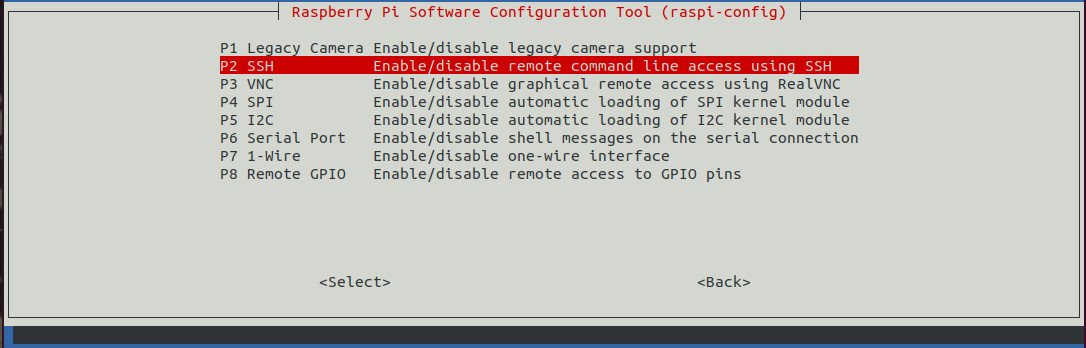 Raspberry Pi Software Configuration Tool (raspi-config)
P1 Legacy Camera Enable/disable legacy camera support
P2 SSH Enable/disable remote command line access using SSH
P3 VNC Enable/disable graphical remote access using RealVNC
P4 SPI Enable/disable automatic loading of SPI kernel module
P5 I2C Enable/disable automatic loading of I2C kernel module
P6 Serial Port Enable/disable shell messages on the serial connection
P7 1-Wire Enable/disable one-wire interface
P8 Remote GPIO Enable/disable remote access to GPIO pins
<Select> <Back>